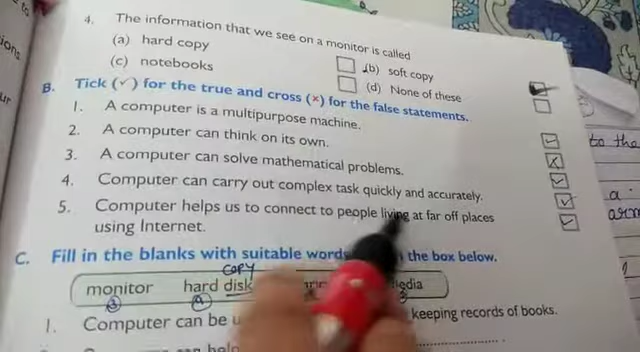 4. The information that we see on a monitor is called
(a) hard copy (b) soft copy
(c) notebooks (d) None of these
B. Tick (✓) for the true and cross (×) for the false statements.
1. A computer is a multipurpose machine.
2. A computer can think on its own.
3. A computer can solve mathematical problems.
4. Computer can carry out complex task quickly and accurately.
5. Computer helps us to connect to people living at far off places
using Internet.
C. Fill in the blanks with suitable words the box below.
COPY
monitor hard disk
3 4
1. Computer can be keeping records of books.
to the
a